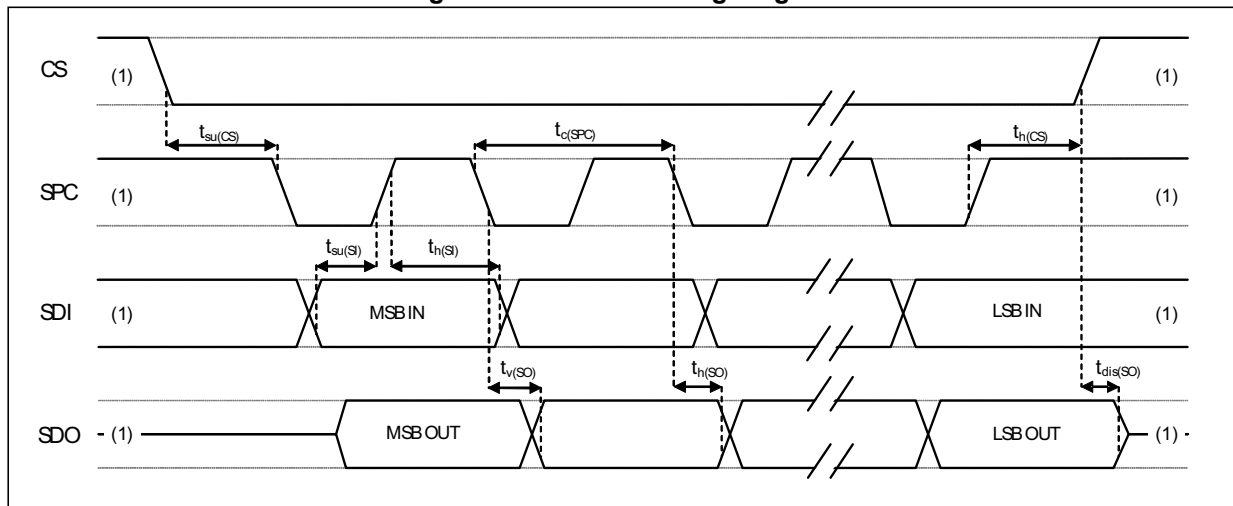 CS (1) (1)
tsu(CS) tc(SPC) th(CS)
SPC (1) (1)
tsu(SI) th(SI)
SDI (1) MSB IN LSB IN (1)
tv(SO) th(SO) tdis(SO)
SDO (1) MSB OUT LSB OUT (1)